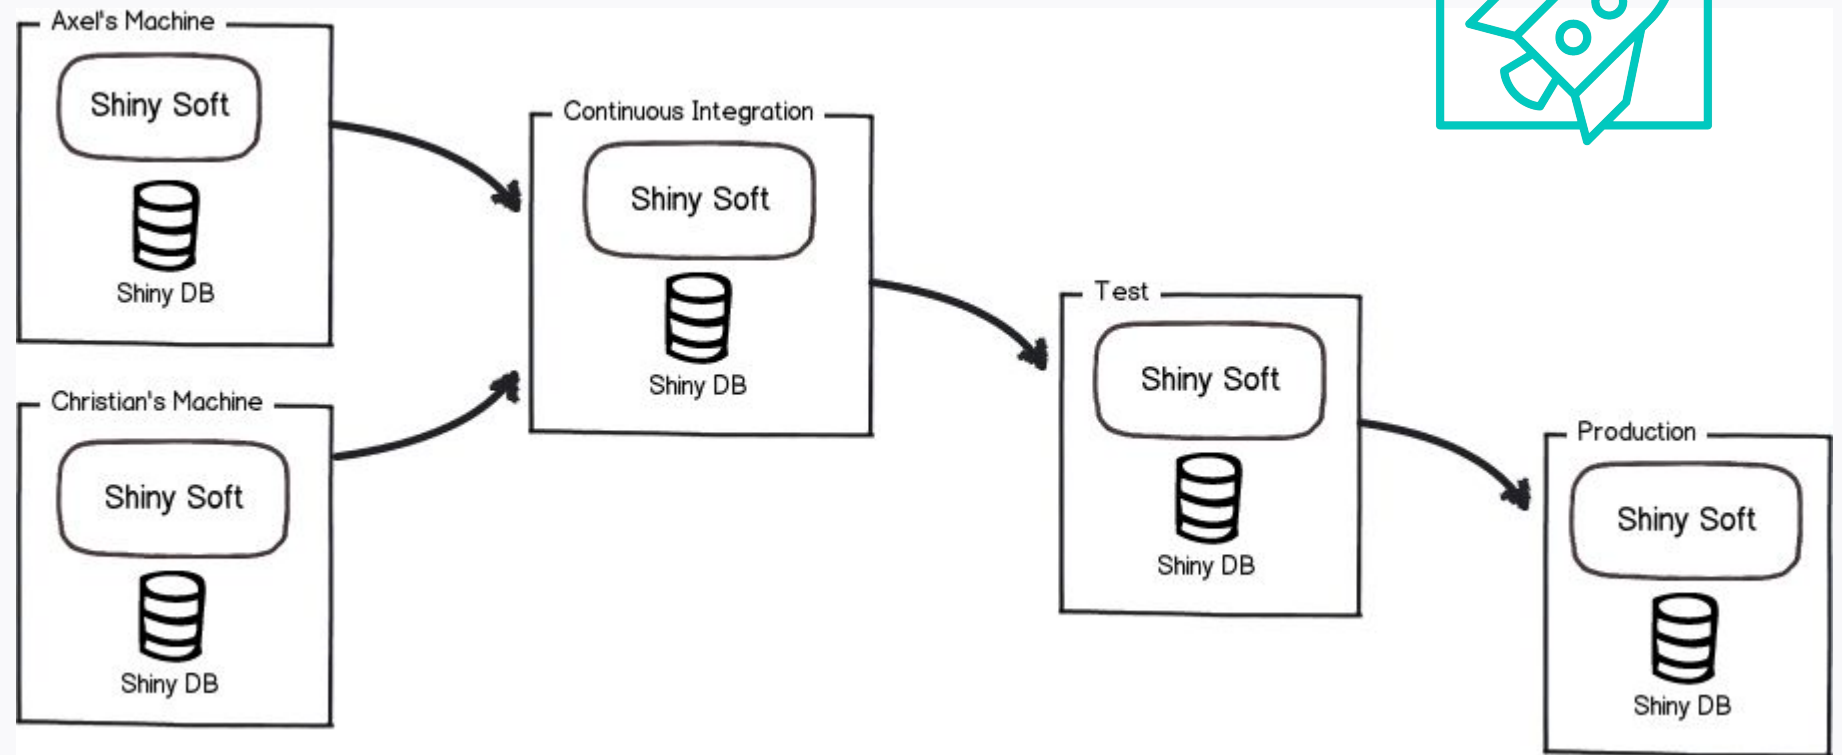 Axel's Machine
Shiny Soft
Shiny DB
Christian's Machine
Shiny Soft
Shiny DB
Continuous Integration
Shiny Soft
Shiny DB
Test
Shiny Soft
Shiny DB
Production
Shiny Soft
Shiny DB